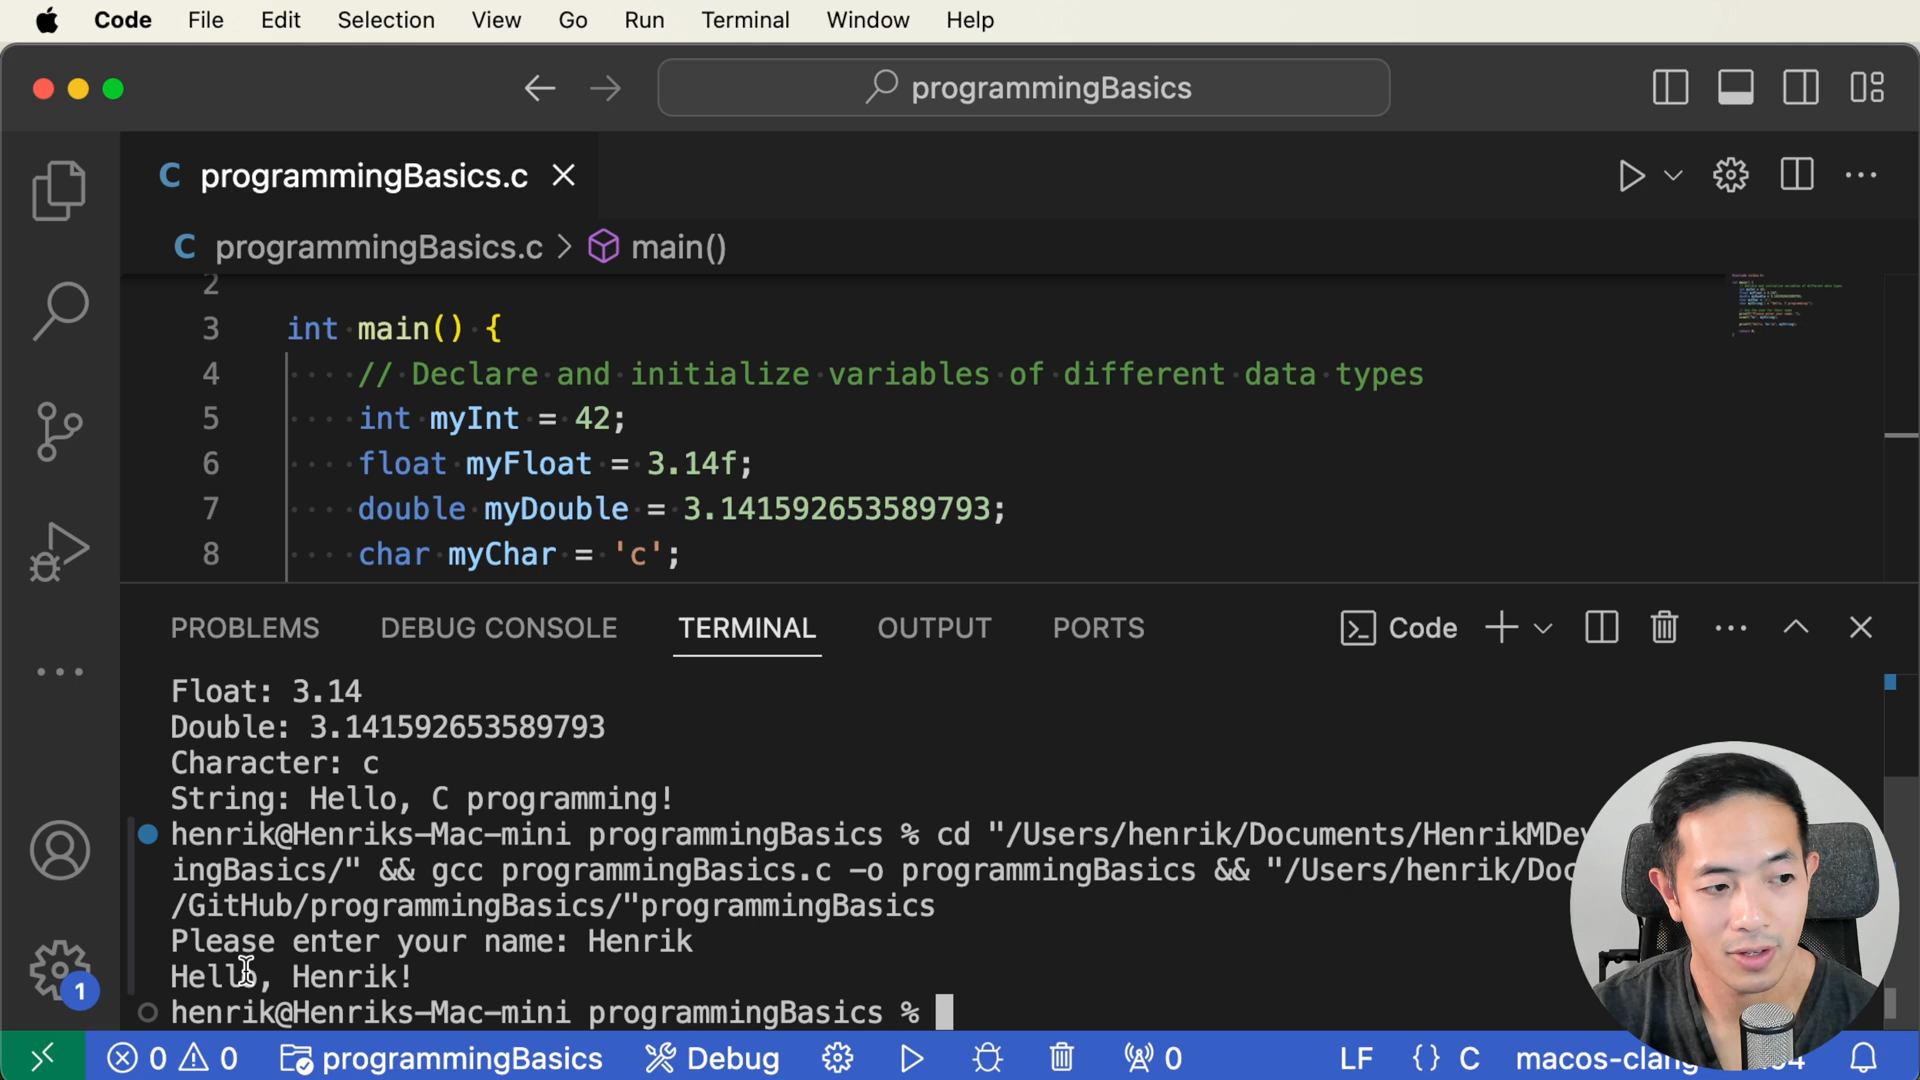 Code File Edit Selection View Go Run Terminal Window Help
programmingBasics
C programmingBasics.c
C programmingBasics.c > main()
2
3 int main() {
4 // Declare and initialize variables of different data types
5 int myInt = 42;
6 float myFloat = 3.14f;
7 double myDouble = 3.141592653589793;
8 char myChar = 'c';
PROBLEMS DEBUG CONSOLE TERMINAL OUTPUT PORTS Code
Float: 3.14
Double: 3.141592653589793
Character: c
String: Hello, C programming!
henrik@Henriks-Mac-mini programmingBasics % cd "/Users/henrik/Documents/HenrikMDev
ingBasics/" && gcc programmingBasics.c -o programmingBasics && "/Users/henrik/Doc
/GitHub/programmingBasics/"programmingBasics
Please enter your name: Henrik
Hello, Henrik!
henrik@Henriks-Mac-mini programmingBasics %
1
0 0 programmingBasics Debug 0 LF {} C macos-clang